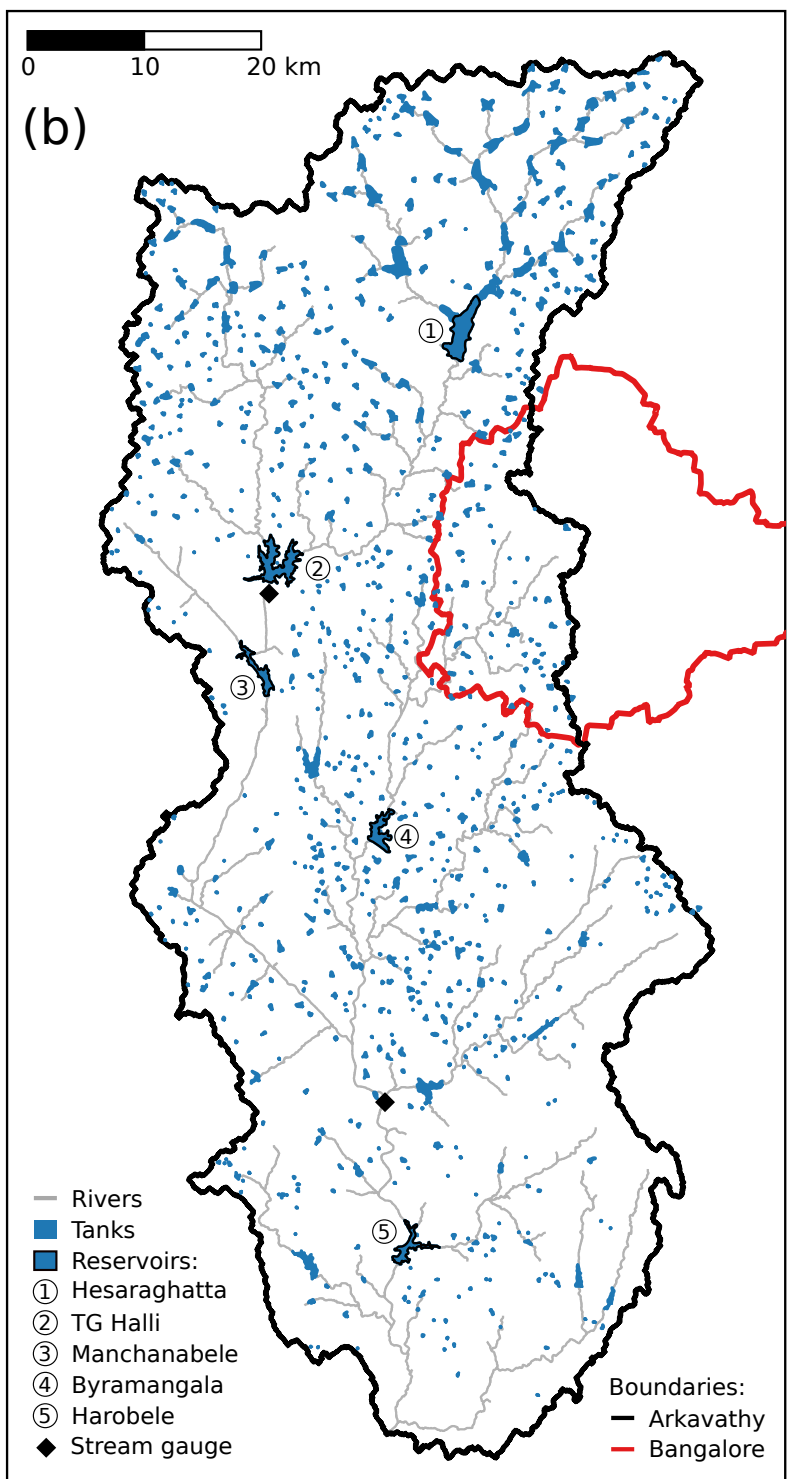 0 10 20 km
(b)
1
2
3
4
5
Rivers
Tanks
Reservoirs:
1 Hesaraghatta
2 TG Halli
3 Manchanabele
4 Byramangala
5 Harobele
Stream gauge
Boundaries:
Arkavathy
Bangalore